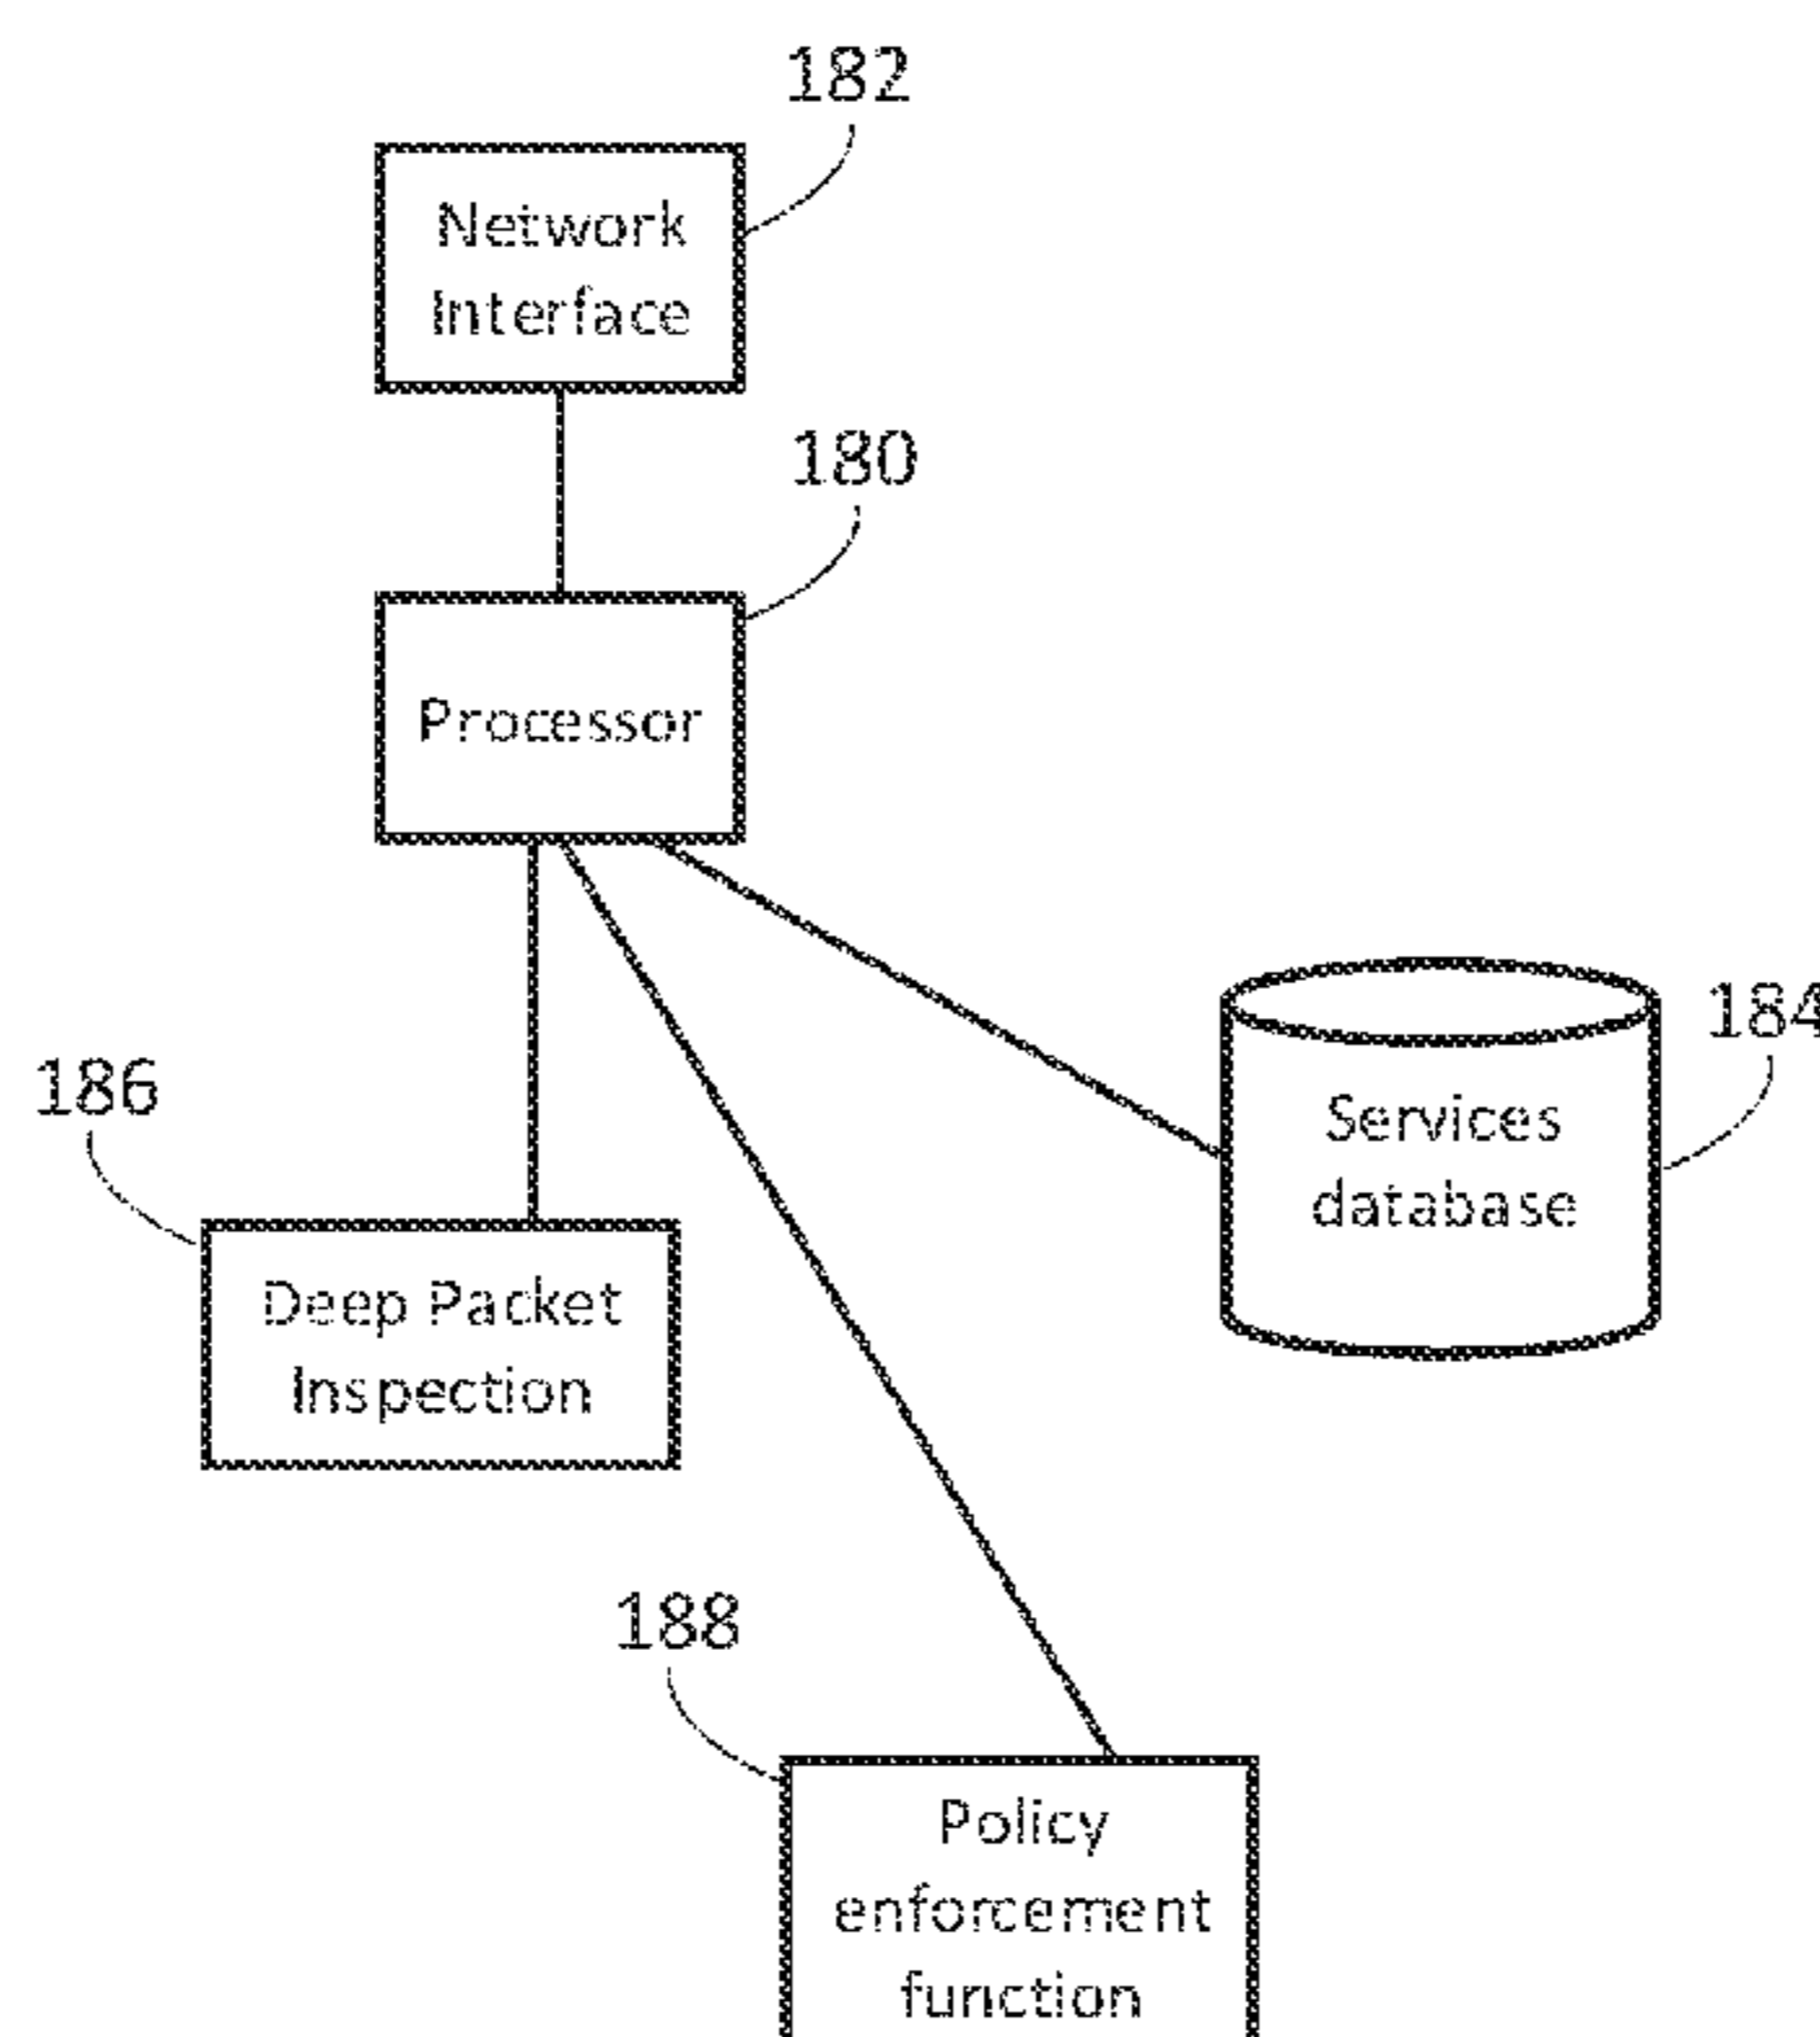 182
Network
Interface
180
Processor
184
Services
database
186
Deep Packet
Inspection
188
Policy
enforcement
function